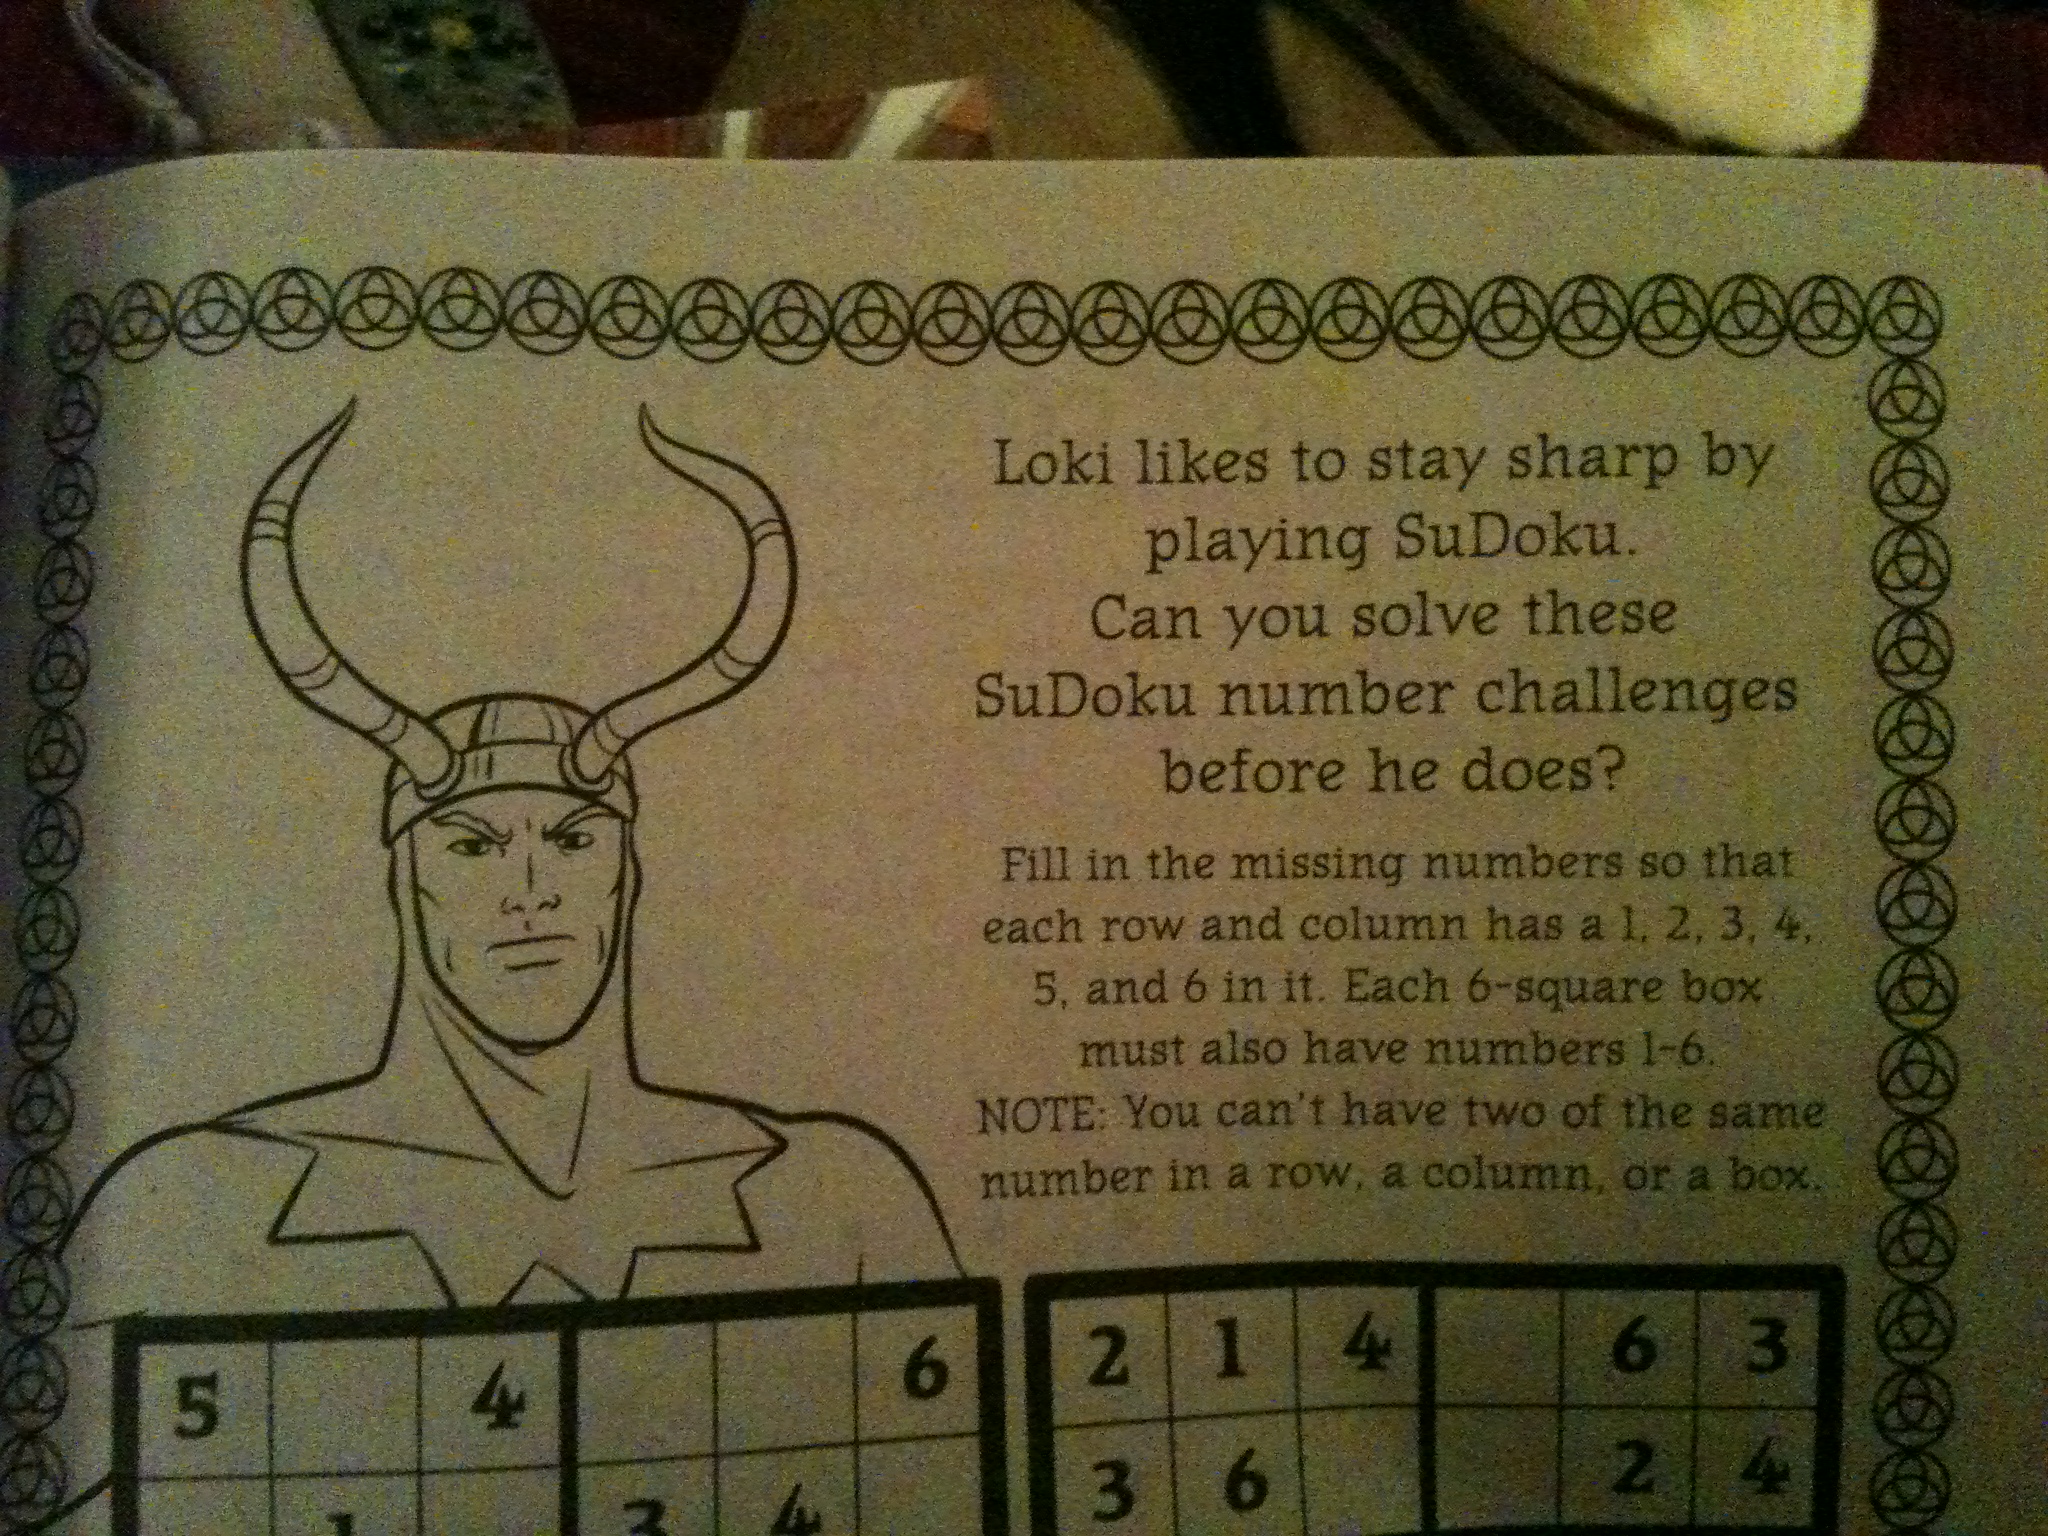 Loki likes to stay sharp by
playing SuDoku.
Can you solve these
SuDoku number challenges
before he does?
Fill in the missing numbers so that
each row and column has a 1, 2, 3, 4,
5, and 6 in it. Each 6-square box
must also have numbers 1-6.
NOTE: You can't have two of the same
number in a row, a column, or a box.
5 4 6
1 3 4
2 1 4 6 3
3 6 2 4